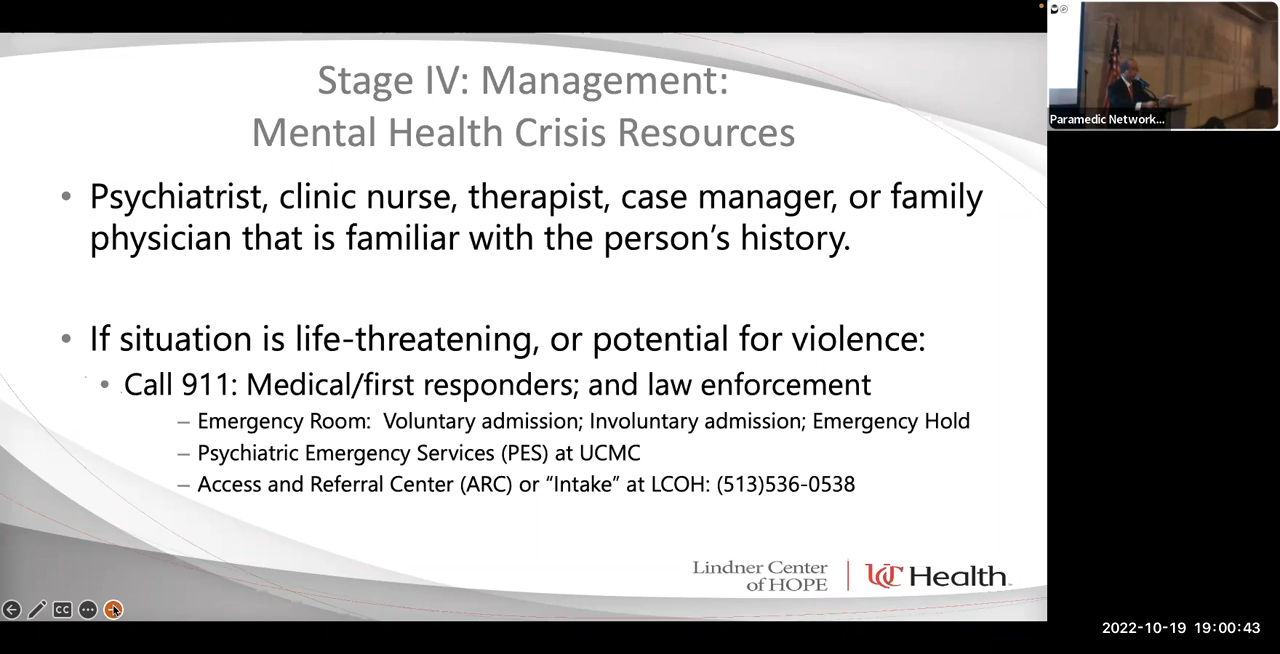 Stage IV: Management:
Mental Health Crisis Resources
• Psychiatrist, clinic nurse, therapist, case manager, or family
physician that is familiar with the person's history.
• If situation is life-threatening, or potential for violence:
• Call 911: Medical/first responders; and law enforcement
– Emergency Room:  Voluntary admission; Involuntary admission; Emergency Hold
– Psychiatric Emergency Services (PES) at UCMC
– Access and Referral Center (ARC) or “Intake” at LCOH: (513)536-0538
Lindner Center
of HOPE
UC Health
CC
Paramedic Network...
2022-10-19 19:00:43